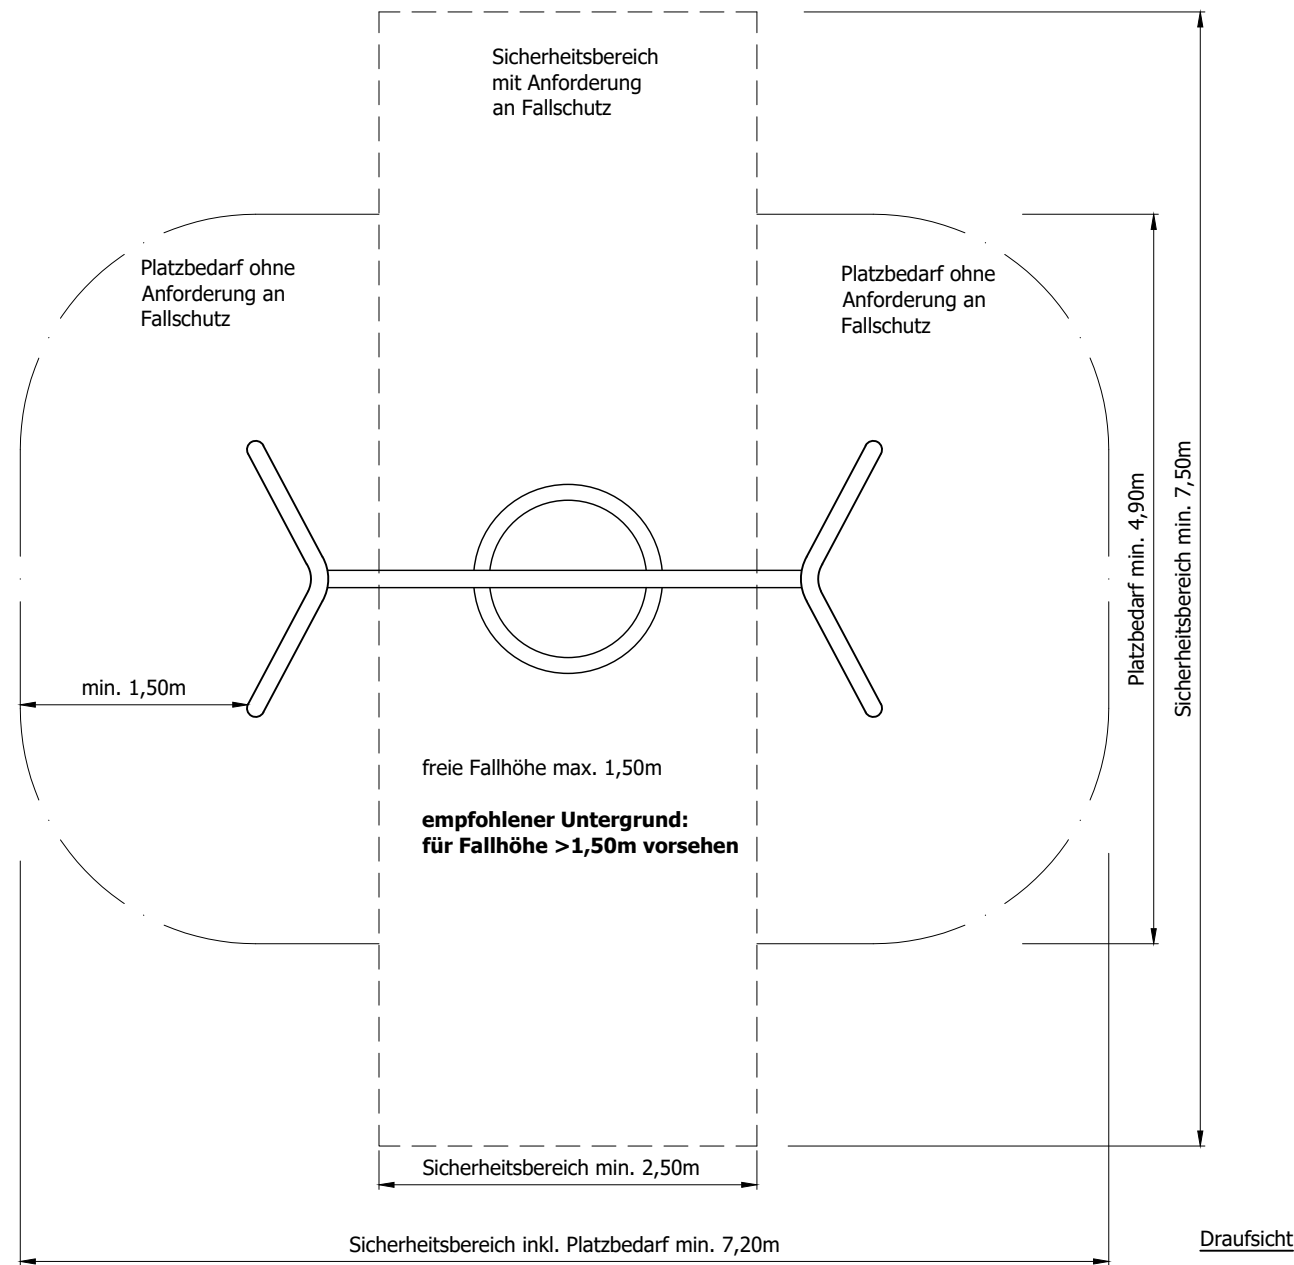 Sicherheitsbereich
mit Anforderung
an Fallschutz
Platzbedarf ohne
Anforderung an
Fallschutz
Platzbedarf ohne
Anforderung an
Fallschutz
min. 1,50m
Platzbedarf min. 4,90m
Sicherheitsbereich min. 7,50m
freie Fallhöhe max. 1,50m
empfohlener Untergrund:
für Fallhöhe >1,50m vorsehen
Sicherheitsbereich min. 2,50m
Sicherheitsbereich inkl. Platzbedarf min. 7,20m
Draufsicht